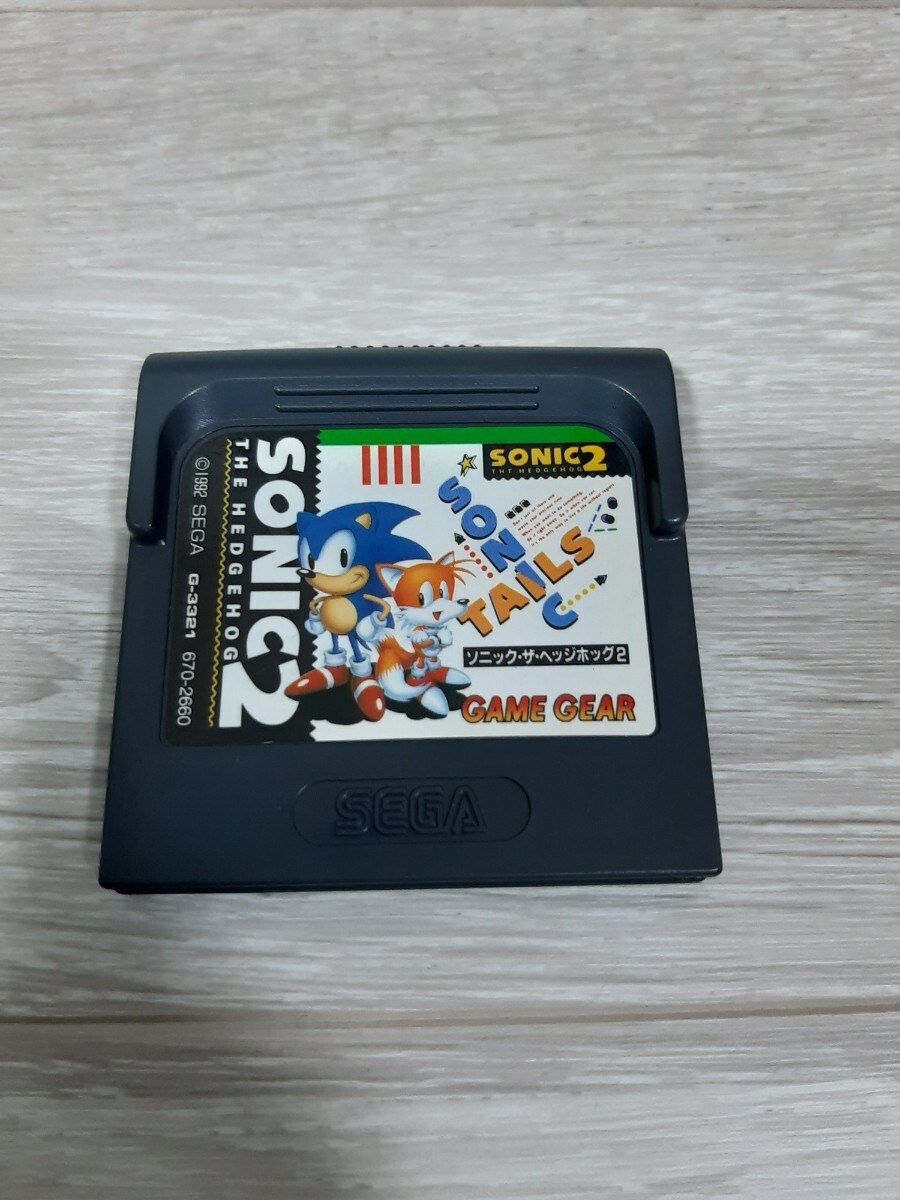 SONIC 2
THE HEDGEHOG
©1992 SEGA G-3321 670-2660
SONIC 2
THE HEDGEHOG
SONIC
TAILS
ソニック・ザ・ヘッジホッグ2
GAME GEAR
SEGA